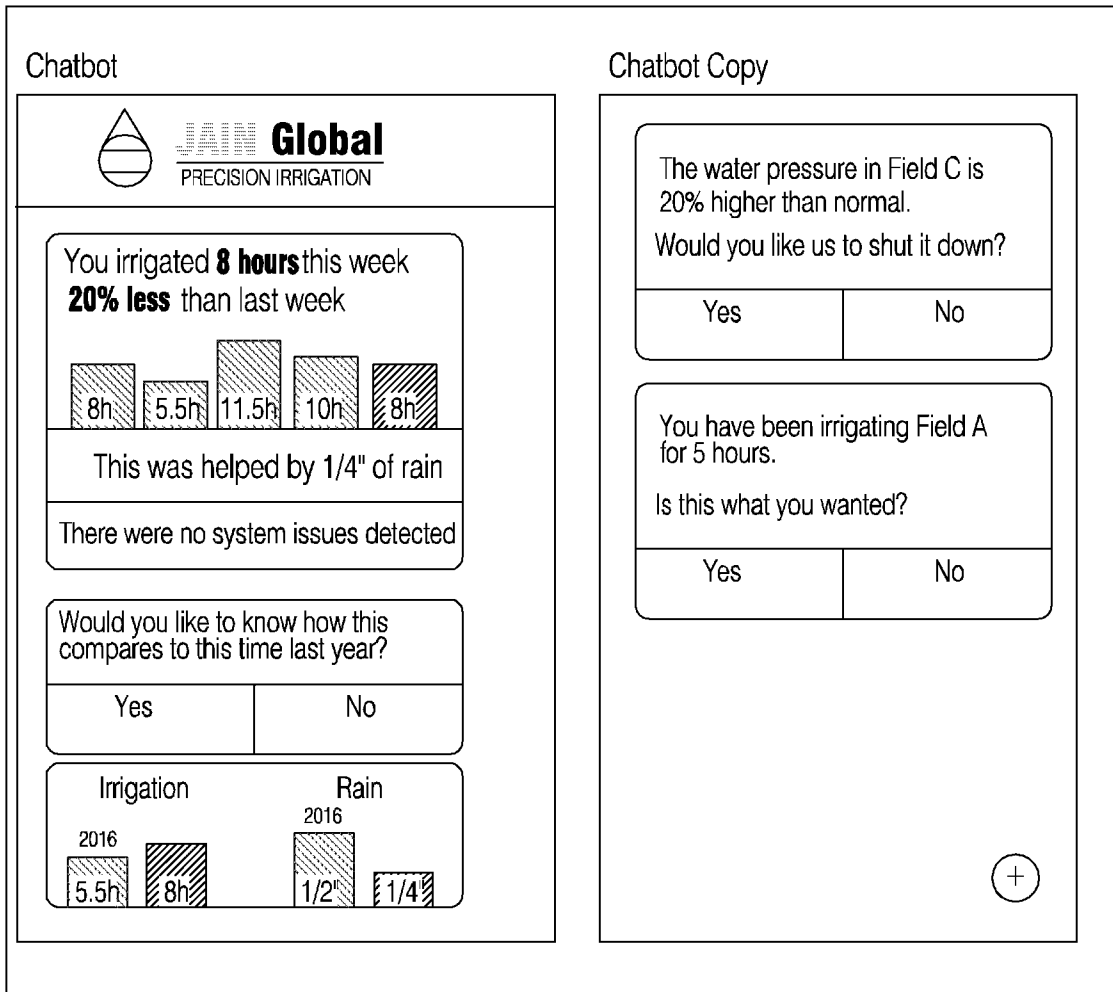 Chatbot
JAIN Global
PRECISION IRRIGATION
You irrigated 8 hours this week
20% less than last week
8h 5.5h 11.5h 10h 8h
This was helped by 1/4" of rain
There were no system issues detected
Would you like to know how this
compares to this time last year?
Yes No
Irrigation Rain
2016 2016
5.5h 8h 1/2" 1/4"
Chatbot Copy
The water pressure in Field C is
20% higher than normal.
Would you like us to shut it down?
Yes No
You have been irrigating Field A
for 5 hours.
Is this what you wanted?
Yes No
+